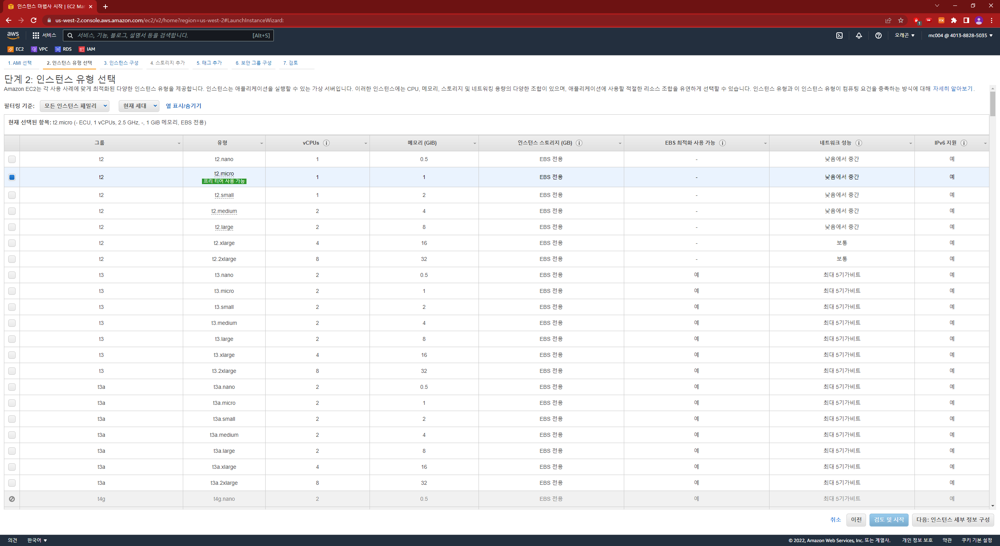 인스턴스 마법사 시작 | EC2 Mar
us-west-2.console.aws.amazon.com/ec2/v2/home?region=us-west-2#LaunchInstanceWizard:
1
aws 서비스 서비스, 기능, 블로그, 설명서 등을 검색합니다. [Alt+S] 오레곤 mc004 @ 4013-8828-5035
EC2 VPC RDS IAM
1. AMI 선택 2. 인스턴스 유형 선택 3. 인스턴스 구성 4. 스토리지 추가 5. 태그 추가 6. 보안 그룹 구성 7. 검토
단계 2: 인스턴스 유형 선택
Amazon EC2는 각 사용 사례에 맞게 최적화된 다양한 인스턴스 유형을 제공합니다. 인스턴스는 애플리케이션을 실행할 수 있는 가상 서버입니다. 이러한 인스턴스에는 CPU, 메모리, 스토리지 및 네트워킹 용량의 다양한 조합이 있으며, 애플리케이션에 사용할 적절한 리소스 조합을 유연하게 선택할 수 있습니다. 인스턴스 유형과 이 인스턴스 유형이 컴퓨팅 요건을 충족하는 방식에 대해 자세히 알아보기.
필터링 기준: 모든 인스턴스 패밀리 현재 세대 열 표시/숨기기
현재 선택된 항목: t2.micro (- ECU, 1 vCPUs, 2.5 GHz, -, 1 GiB 메모리, EBS 전용)
그룹 유형 vCPUs 메모리 (GiB) 인스턴스 스토리지 (GB) EBS 최적화 사용 가능 네트워크 성능 IPv6 지원
t2 t2.nano 1 0.5 EBS 전용 - 낮음에서 중간 예
t2 t2.micro 프리 티어 사용 가능 1 1 EBS 전용 - 낮음에서 중간 예
t2 t2.small 1 2 EBS 전용 - 낮음에서 중간 예
t2 t2.medium 2 4 EBS 전용 - 낮음에서 중간 예
t2 t2.large 2 8 EBS 전용 - 낮음에서 중간 예
t2 t2.xlarge 4 16 EBS 전용 - 보통 예
t2 t2.2xlarge 8 32 EBS 전용 - 보통 예
t3 t3.nano 2 0.5 EBS 전용 예 최대 5기가비트 예
t3 t3.micro 2 1 EBS 전용 예 최대 5기가비트 예
t3 t3.small 2 2 EBS 전용 예 최대 5기가비트 예
t3 t3.medium 2 4 EBS 전용 예 최대 5기가비트 예
t3 t3.large 2 8 EBS 전용 예 최대 5기가비트 예
t3 t3.xlarge 4 16 EBS 전용 예 최대 5기가비트 예
t3 t3.2xlarge 8 32 EBS 전용 예 최대 5기가비트 예
t3a t3a.nano 2 0.5 EBS 전용 예 최대 5기가비트 예
t3a t3a.micro 2 1 EBS 전용 예 최대 5기가비트 예
t3a t3a.small 2 2 EBS 전용 예 최대 5기가비트 예
t3a t3a.medium 2 4 EBS 전용 예 최대 5기가비트 예
t3a t3a.large 2 8 EBS 전용 예 최대 5기가비트 예
t3a t3a.xlarge 4 16 EBS 전용 예 최대 5기가비트 예
t3a t3a.2xlarge 8 32 EBS 전용 예 최대 5기가비트 예
t4g t4g.nano 2 0.5 EBS 전용 예 최대 5기가비트 예
취소 이전 검토 및 시작 다음: 인스턴스 세부 정보 구성
의견 한국어 © 2022, Amazon Web Services, Inc. 또는 계열사. 개인 정보 보호 약관 쿠키 기본 설정